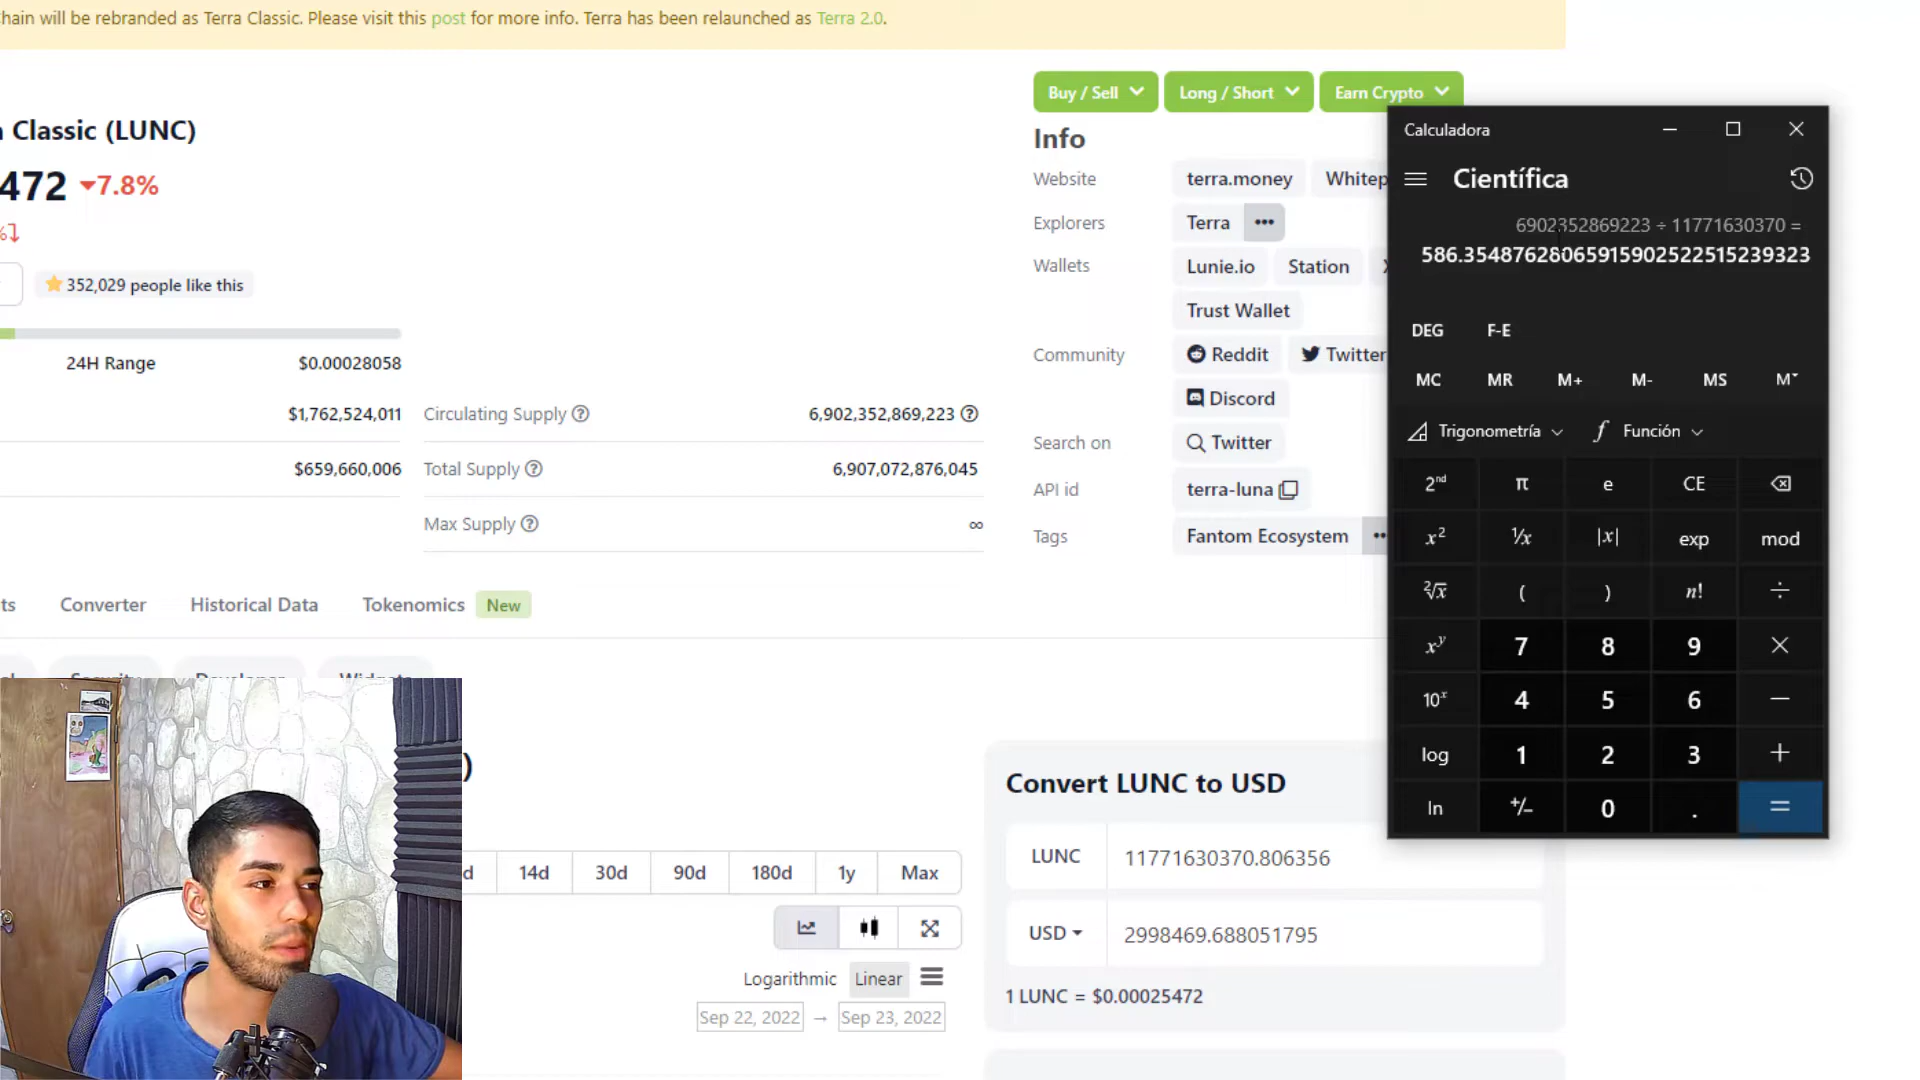 hain will be rebranded as Terra Classic. Please visit this post for more info. Terra has been relaunched as Terra 2.0.
Classic (LUNC)
472 7.8%
352,029 people like this
24H Range $0.00028058
$1,762,524,011
$659,660,006
Circulating Supply 6,902,352,869,223
Total Supply 6,907,072,876,045
Max Supply ∞
Converter Historical Data Tokenomics New
Buy / Sell Long / Short Earn Crypto
Info
Website terra.money Whitep
Explorers Terra •••
Wallets Lunie.io Station
Trust Wallet
Community Reddit Twitter
Discord
Search on Twitter
API id terra-luna
Tags Fantom Ecosystem
Calculadora
Científica
6902352869223 ÷ 11771630370 =
586.35487628065915902522515239323
DEG F-E
MC MR M+ M- MS M˅
Trigonometría Función
2nd π e CE
x² ¹/x |x| exp mod
²√x ( ) n! ÷
xʸ 7 8 9 ×
10ˣ 4 5 6 −
log 1 2 3 +
ln +/− 0 . =
d 14d 30d 90d 180d 1y Max
Logarithmic Linear
Sep 22, 2022 → Sep 23, 2022
Convert LUNC to USD
LUNC 11771630370.806356
USD 2998469.688051795
1 LUNC = $0.00025472